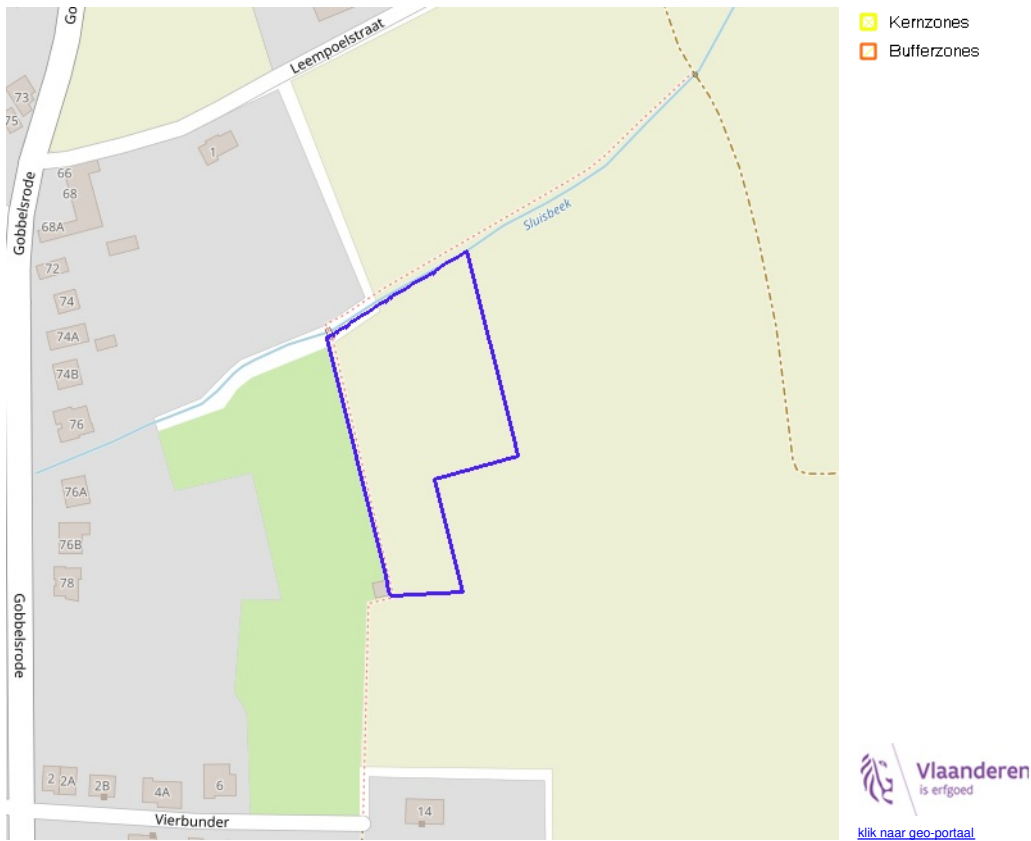 Go
Leempoelstraat
Kernzones
Bufferzones
73
75
1
66
68
68A
Gobbelsrode
Sluisbeek
72
74
74A
74B
76
76A
76B
78
Gobbelsrode
2
2A
2B
4A
6
14
Vierbunder
Vlaanderen
is erfgoed
klik naar geo-portaal